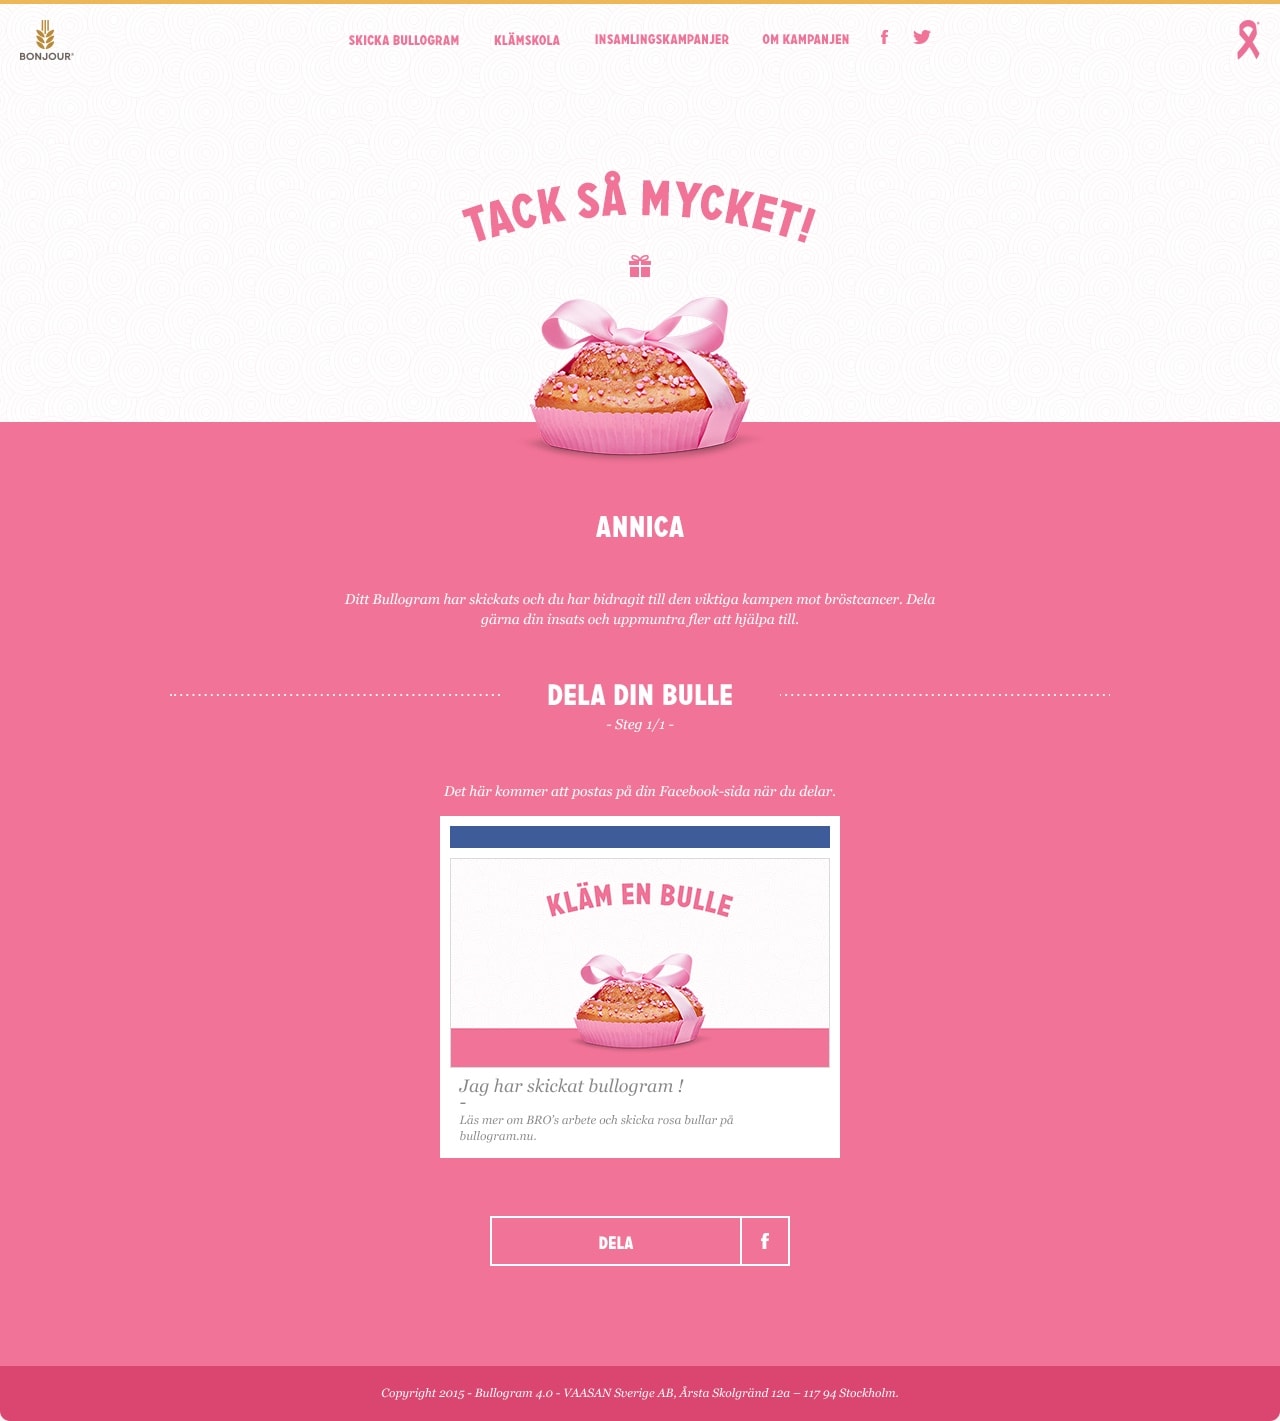 BONJOUR
SKICKA BULLOGRAM KLÄMSKOLA INSAMLINGSKAMPANJER OM KAMPANJEN
TACK SÅ MYCKET!
ANNICA
Ditt Bullogram har skickats och du har bidragit till den viktiga kampen mot bröstcancer. Dela
gärna din insats och uppmuntra fler att hjälpa till.
DELA DIN BULLE
- Steg 1/1 -
Det här kommer att postas på din Facebook-sida när du delar.
KLÄM EN BULLE
Jag har skickat bullogram !
-
Läs mer om BRO's arbete och skicka rosa bullar på
bullogram.nu.
DELA
Copyright 2015 - Bullogram 4.0 - VAASAN Sverige AB, Årsta Skolgränd 12a – 117 94 Stockholm.